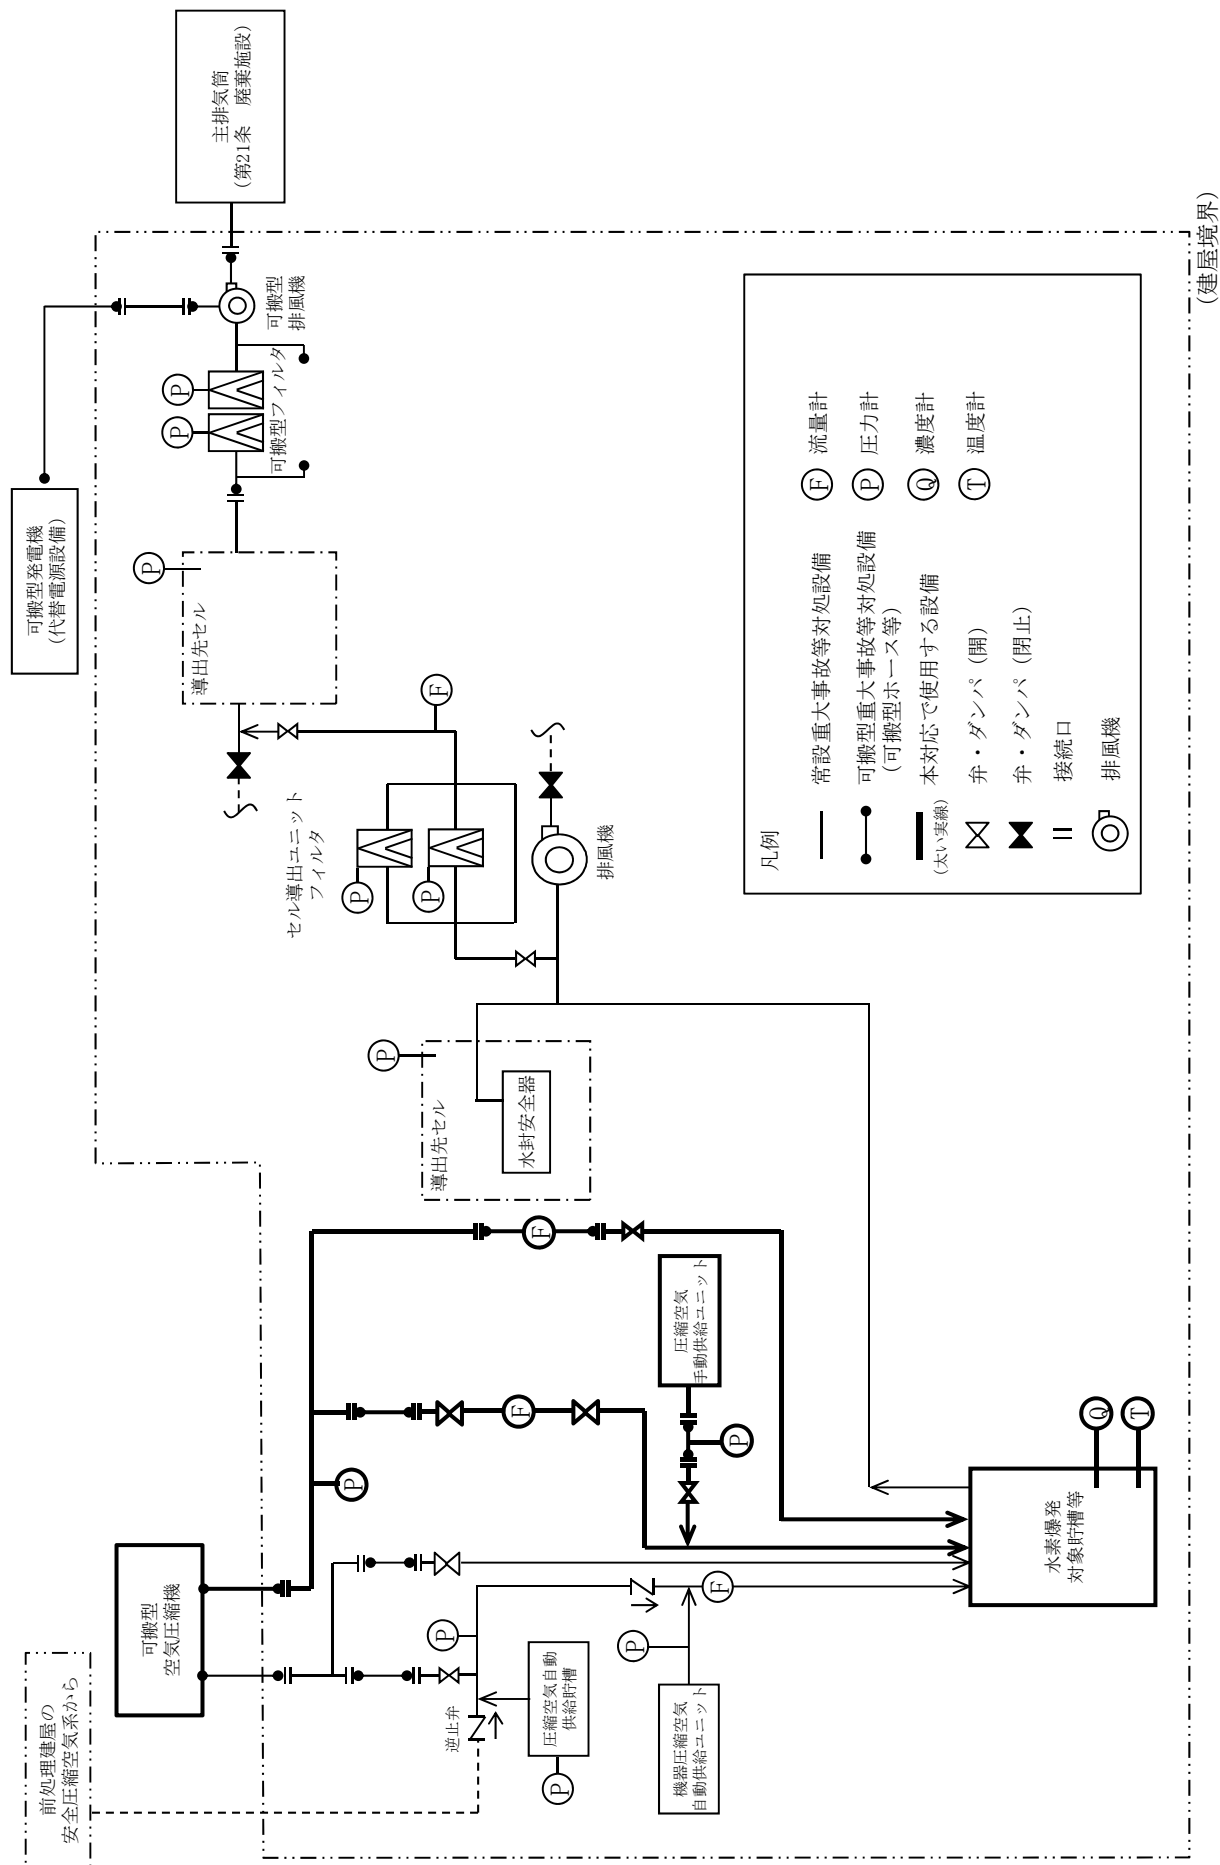 前処理建屋の
安全圧縮空気系から
可搬型
空気圧縮機
可搬型発電機
(代替電源設備)
主排気筒
(第21条　廃棄施設)
P
導出先セル
P
P
可搬型フィルタ
可搬型
排風機
セル導出ユニット
フィルタ
P
P
F
排風機
P
導出先セル
水封安全器
P
F
F
圧縮空気
手動供給ユニット
P
逆止弁
P
圧縮空気自動
供給貯槽
P
P
F
機器圧縮空気
自動供給ユニット
水素爆発
対象貯槽等
Q
T
凡例
常設重大事故等対処設備
可搬型重大事故等対処設備
(可搬型ホース等)
(太い実線)
本対応で使用する設備
弁・ダンパ (開)
弁・ダンパ (閉止)
接続口
排風機
F 流量計
P 圧力計
Q 濃度計
T 温度計
(建屋境界)